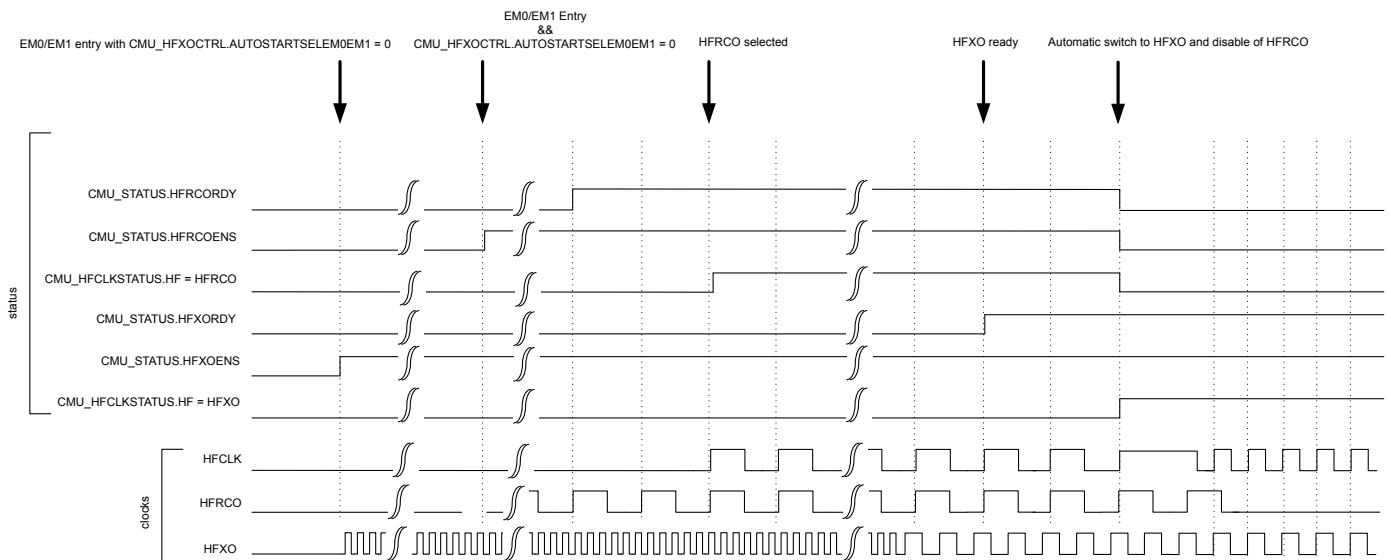 EM0/EM1 entry with CMU_HFXOCTRL.AUTOSTARTSELEM0EM1 = 0
EM0/EM1 Entry
&&
CMU_HFXOCTRL.AUTOSTARTSELEM0EM1 = 0
HFRCO selected
HFXO ready
Automatic switch to HFXO and disable of HFRCO
status
CMU_STATUS.HFRCORDY
CMU_STATUS.HFRCOENS
CMU_HFCLKSTATUS.HF = HFRCO
CMU_STATUS.HFXORDY
CMU_STATUS.HFXOENS
CMU_HFCLKSTATUS.HF = HFXO
clocks
HFCLK
HFRCO
HFXO